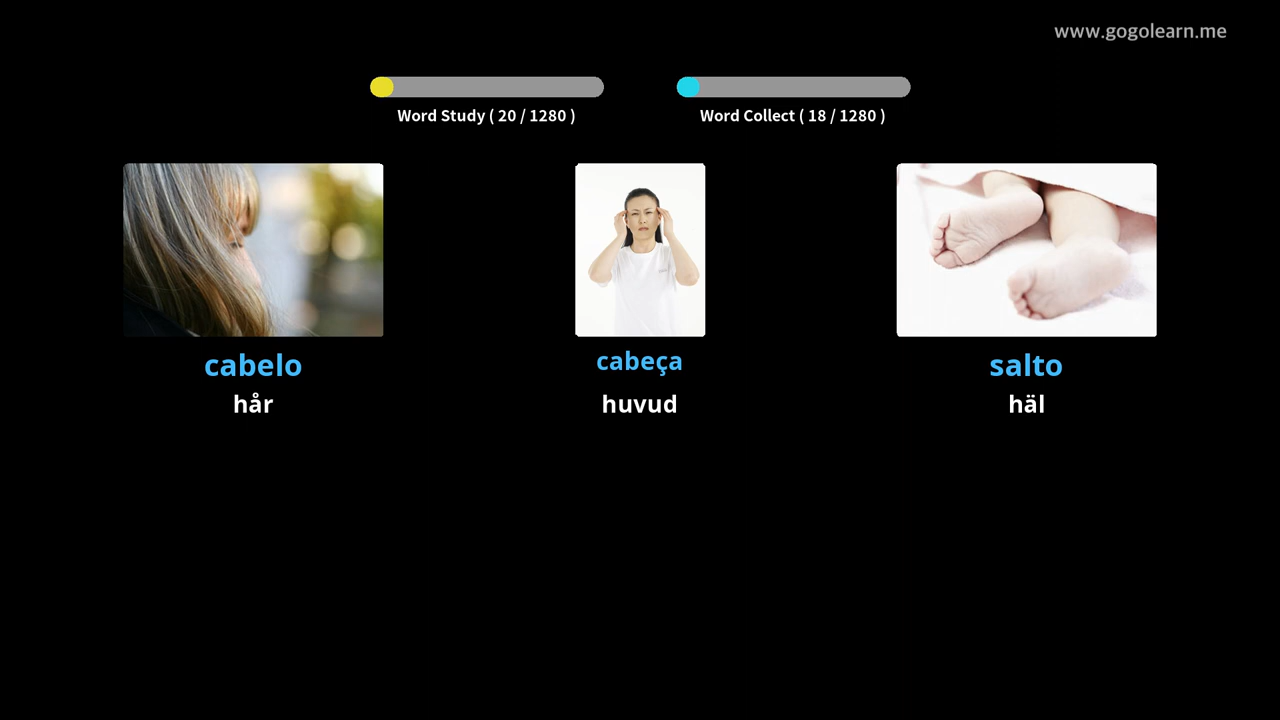 www.gogolearn.me
Word Study ( 20 / 1280 )
Word Collect ( 18 / 1280 )
cabelo
hår
cabeça
huvud
salto
häl